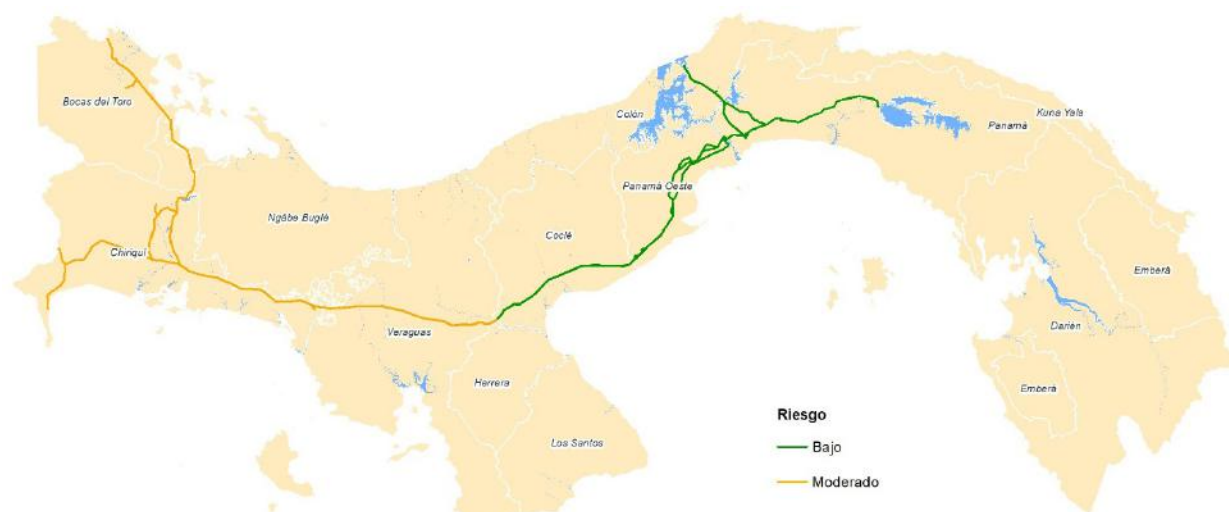 Bocas del Toro
Colón
Kuna Yala
Panamá
Panamá Oeste
Ngäbe Buglé
Coclé
Chiriquí
Emberá
Veraguas
Darién
Herrera
Emberá
Los Santos
Riesgo
Bajo
Moderado